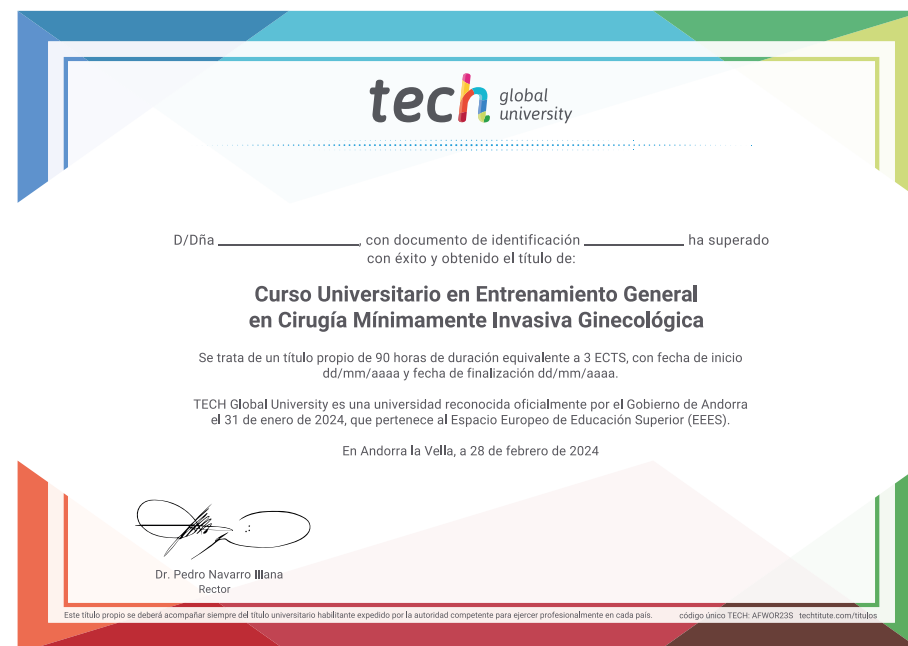 tech global university
D/Dña ____________________, con documento de identificación ______________ ha superado
con éxito y obtenido el título de:
Curso Universitario en Entrenamiento General
en Cirugía Mínimamente Invasiva Ginecológica
Se trata de un título propio de 90 horas de duración equivalente a 3 ECTS, con fecha de inicio
dd/mm/aaaa y fecha de finalización dd/mm/aaaa.
TECH Global University es una universidad reconocida oficialmente por el Gobierno de Andorra
el 31 de enero de 2024, que pertenece al Espacio Europeo de Educación Superior (EEES).
En Andorra la Vella, a 28 de febrero de 2024
Dr. Pedro Navarro Illana
Rector
Este título propio se deberá acompañar siempre del título universitario habilitante expedido por la autoridad competente para ejercer profesionalmente en cada país. código único TECH: AFWOR23S techtitute.com/titulos